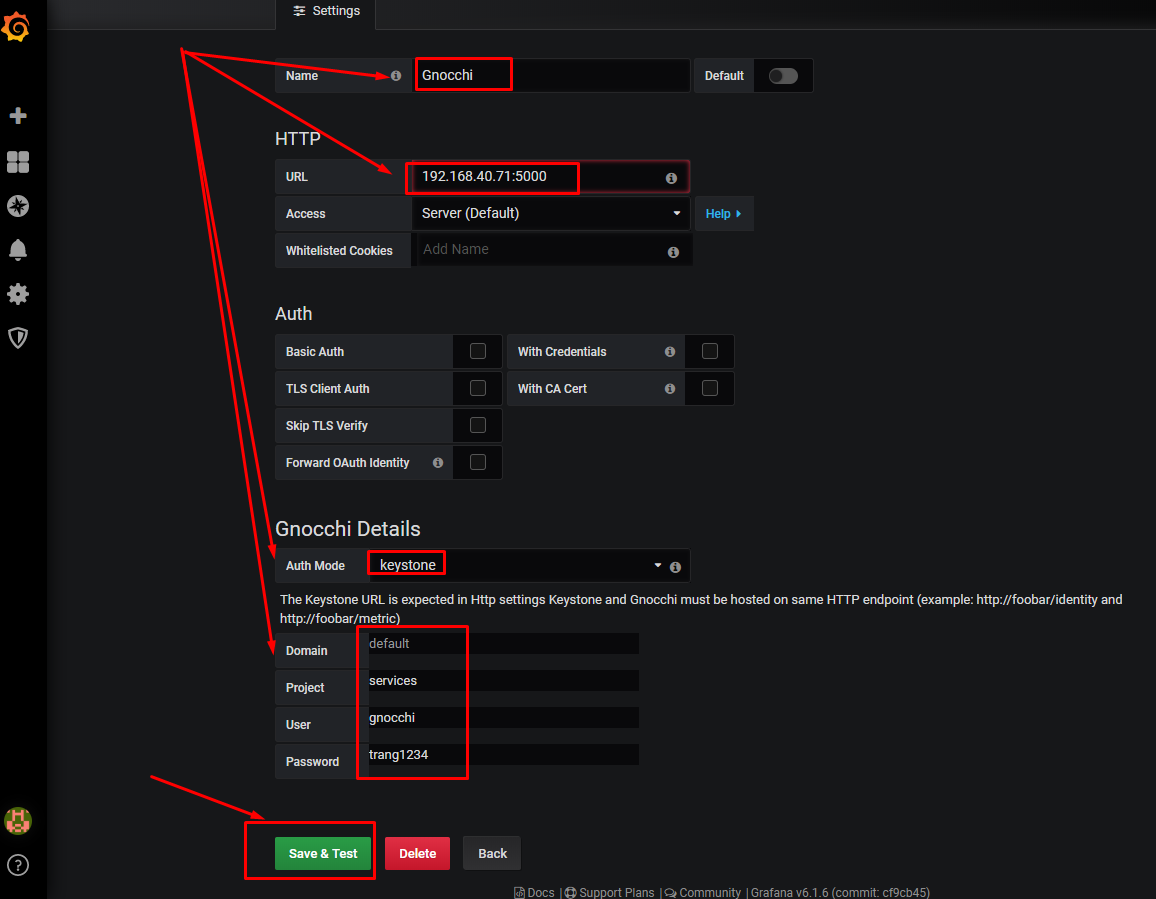 Settings
Name Gnocchi Default
HTTP
URL 192.168.40.71:5000
Access Server (Default) Help
Whitelisted Cookies Add Name
Auth
Basic Auth With Credentials
TLS Client Auth With CA Cert
Skip TLS Verify
Forward OAuth Identity
Gnocchi Details
Auth Mode keystone
The Keystone URL is expected in Http settings Keystone and Gnocchi must be hosted on same HTTP endpoint (example: http://foobar/identity and
http://foobar/metric)
Domain default
Project services
User gnocchi
Password trang1234
Save & Test Delete Back
Docs | Support Plans | Community | Grafana v6.1.6 (commit: cf9cb45)